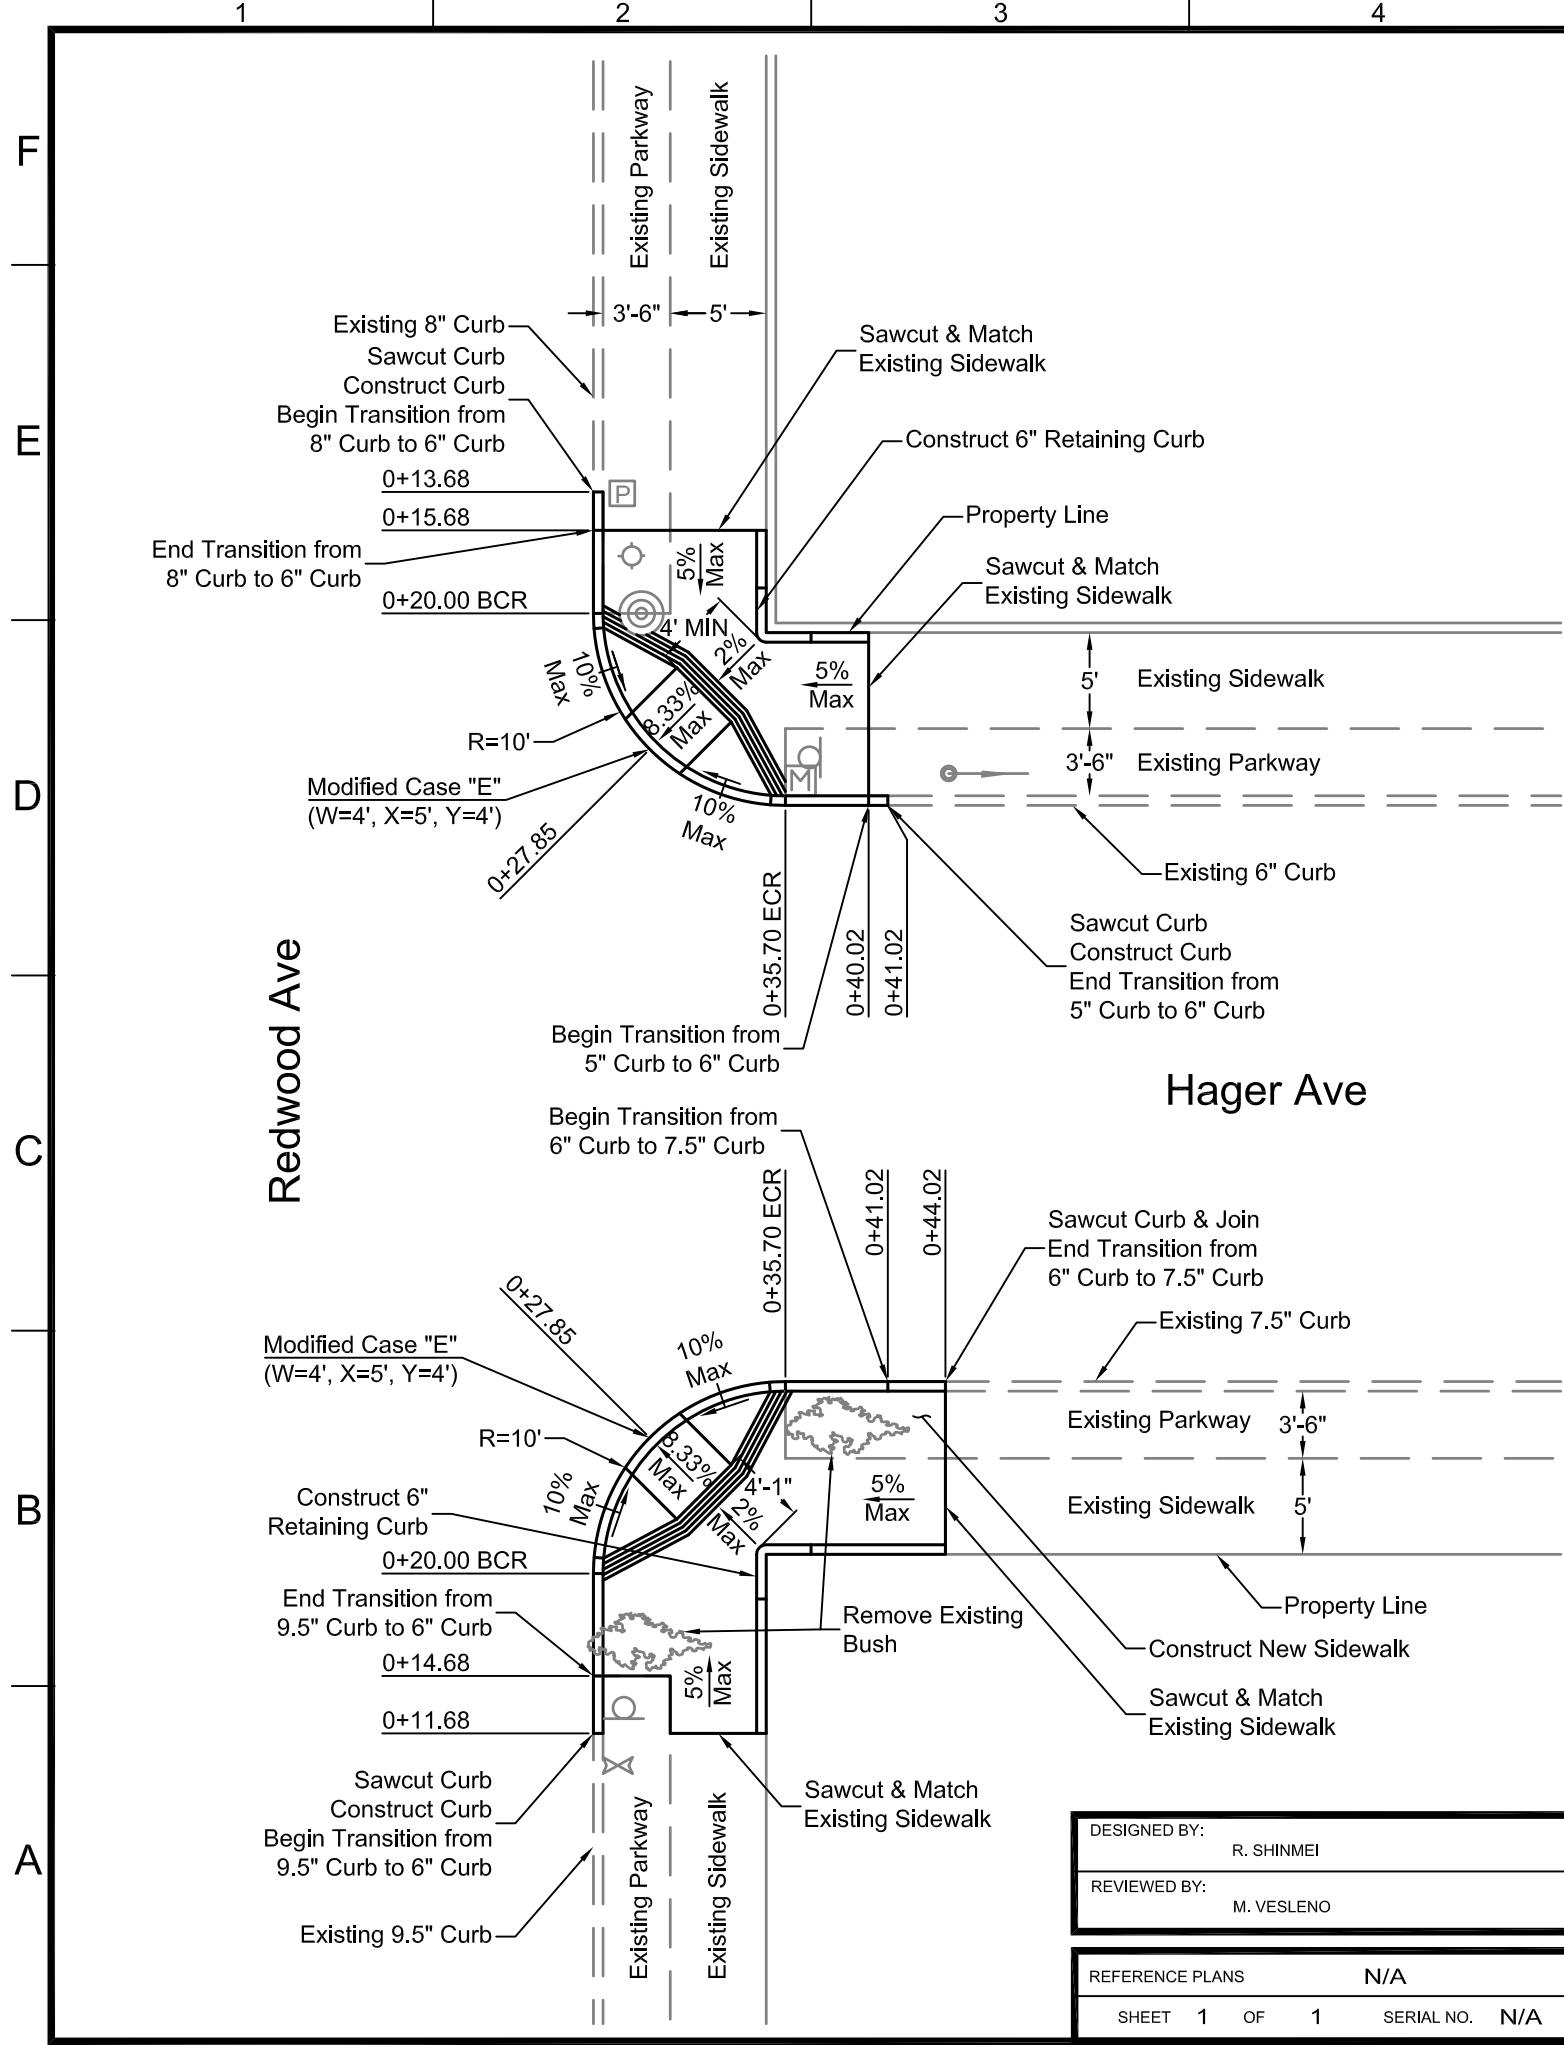 1
2
3
4
F
E
D
C
B
A
Existing Parkway
Existing Sidewalk
3'-6"
5'
Existing 8" Curb
Sawcut Curb
Construct Curb
Begin Transition from
8" Curb to 6" Curb
0+13.68
0+15.68
End Transition from
8" Curb to 6" Curb
0+20.00 BCR
P
Sawcut & Match
Existing Sidewalk
Construct 6" Retaining Curb
Property Line
Sawcut & Match
Existing Sidewalk
5%
Max
4' MIN
2%
Max
5%
Max
10%
Max
8.33%
Max
10%
Max
M
R=10'
Modified Case "E"
(W=4', X=5', Y=4')
0+27.85
5'
Existing Sidewalk
3'-6"
Existing Parkway
Existing 6" Curb
0+35.70 ECR
0+40.02
0+41.02
Sawcut Curb
Construct Curb
End Transition from
5" Curb to 6" Curb
Begin Transition from
5" Curb to 6" Curb
Redwood Ave
Hager Ave
Begin Transition from
6" Curb to 7.5" Curb
0+35.70 ECR
0+41.02
0+44.02
Sawcut Curb & Join
End Transition from
6" Curb to 7.5" Curb
Existing 7.5" Curb
0+27.85
Modified Case "E"
(W=4', X=5', Y=4')
R=10'
10%
Max
8.33%
Max
10%
Max
4'-1"
2%
Max
5%
Max
Existing Parkway
3'-6"
Existing Sidewalk
5'
Construct 6"
Retaining Curb
0+20.00 BCR
End Transition from
9.5" Curb to 6" Curb
0+14.68
0+11.68
5%
Max
Remove Existing
Bush
Property Line
Construct New Sidewalk
Sawcut & Match
Existing Sidewalk
Sawcut Curb
Construct Curb
Begin Transition from
9.5" Curb to 6" Curb
Existing 9.5" Curb
Existing Parkway
Existing Sidewalk
Sawcut & Match
Existing Sidewalk
DESIGNED BY:
R. SHINMEI
REVIEWED BY:
M. VESLENO
REFERENCE PLANS N/A
SHEET 1 OF 1 SERIAL NO. N/A